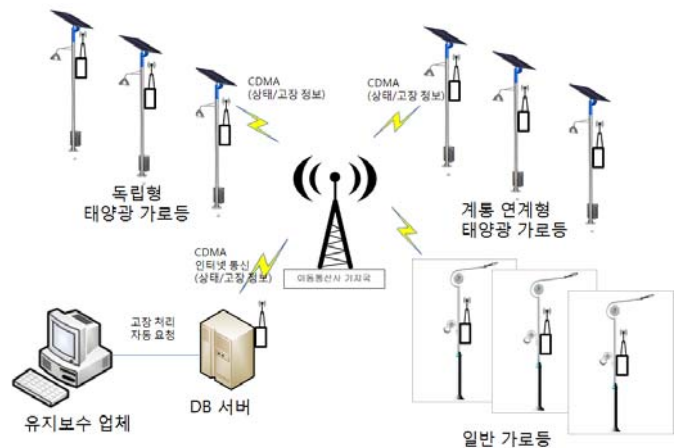 CDMA
(상태/고장 정보)
CDMA
(상태/고장 정보)
독립형
태양광 가로등
계통 연계형
태양광 가로등
CDMA
인터넷 통신
(상태/고장 정보)
이동통신사 기지국
고장 처리
자동 요청
유지보수 업체
DB 서버
일반 가로등